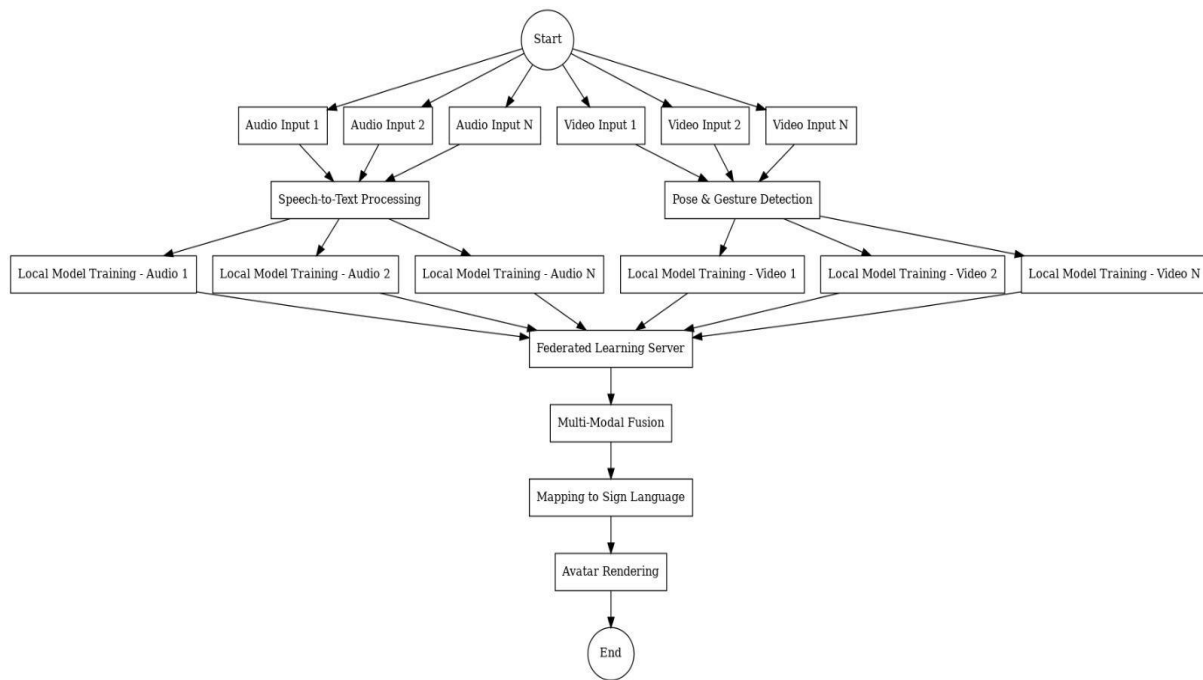 Start
Audio Input 1
Audio Input 2
Audio Input N
Video Input 1
Video Input 2
Video Input N
Speech-to-Text Processing
Pose & Gesture Detection
Local Model Training - Audio 1
Local Model Training - Audio 2
Local Model Training - Audio N
Local Model Training - Video 1
Local Model Training - Video 2
Local Model Training - Video N
Federated Learning Server
Multi-Modal Fusion
Mapping to Sign Language
Avatar Rendering
End